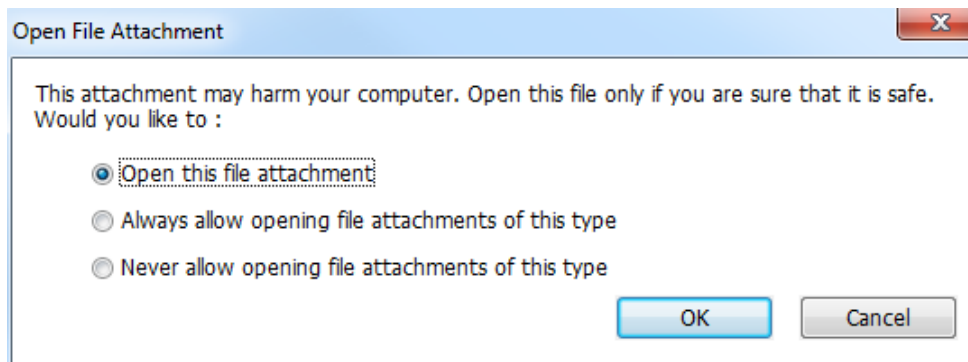 Open File Attachment
This attachment may harm your computer. Open this file only if you are sure that it is safe.
Would you like to :
Open this file attachment
Always allow opening file attachments of this type
Never allow opening file attachments of this type
OK Cancel